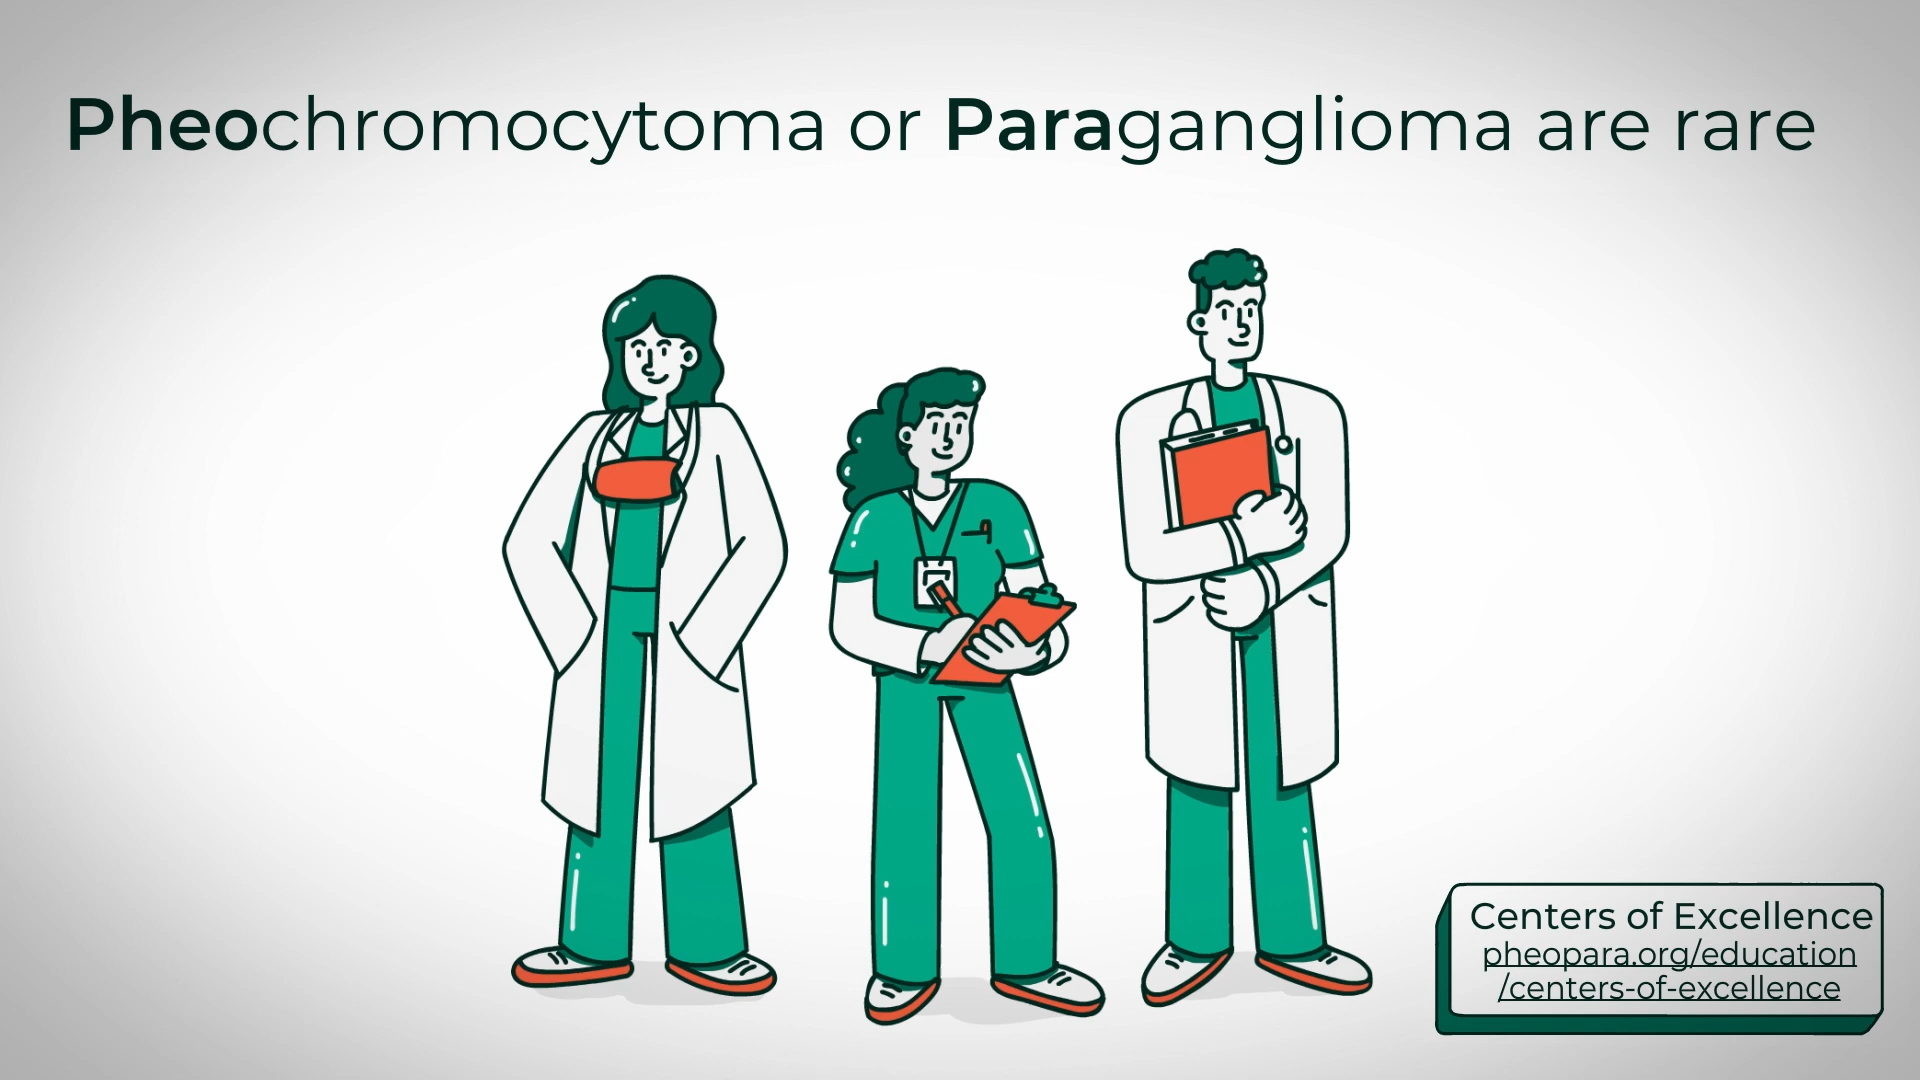 Pheochromocytoma or Paraganglioma are rare
Centers of Excellence
pheopara.org/education
/centers-of-excellence